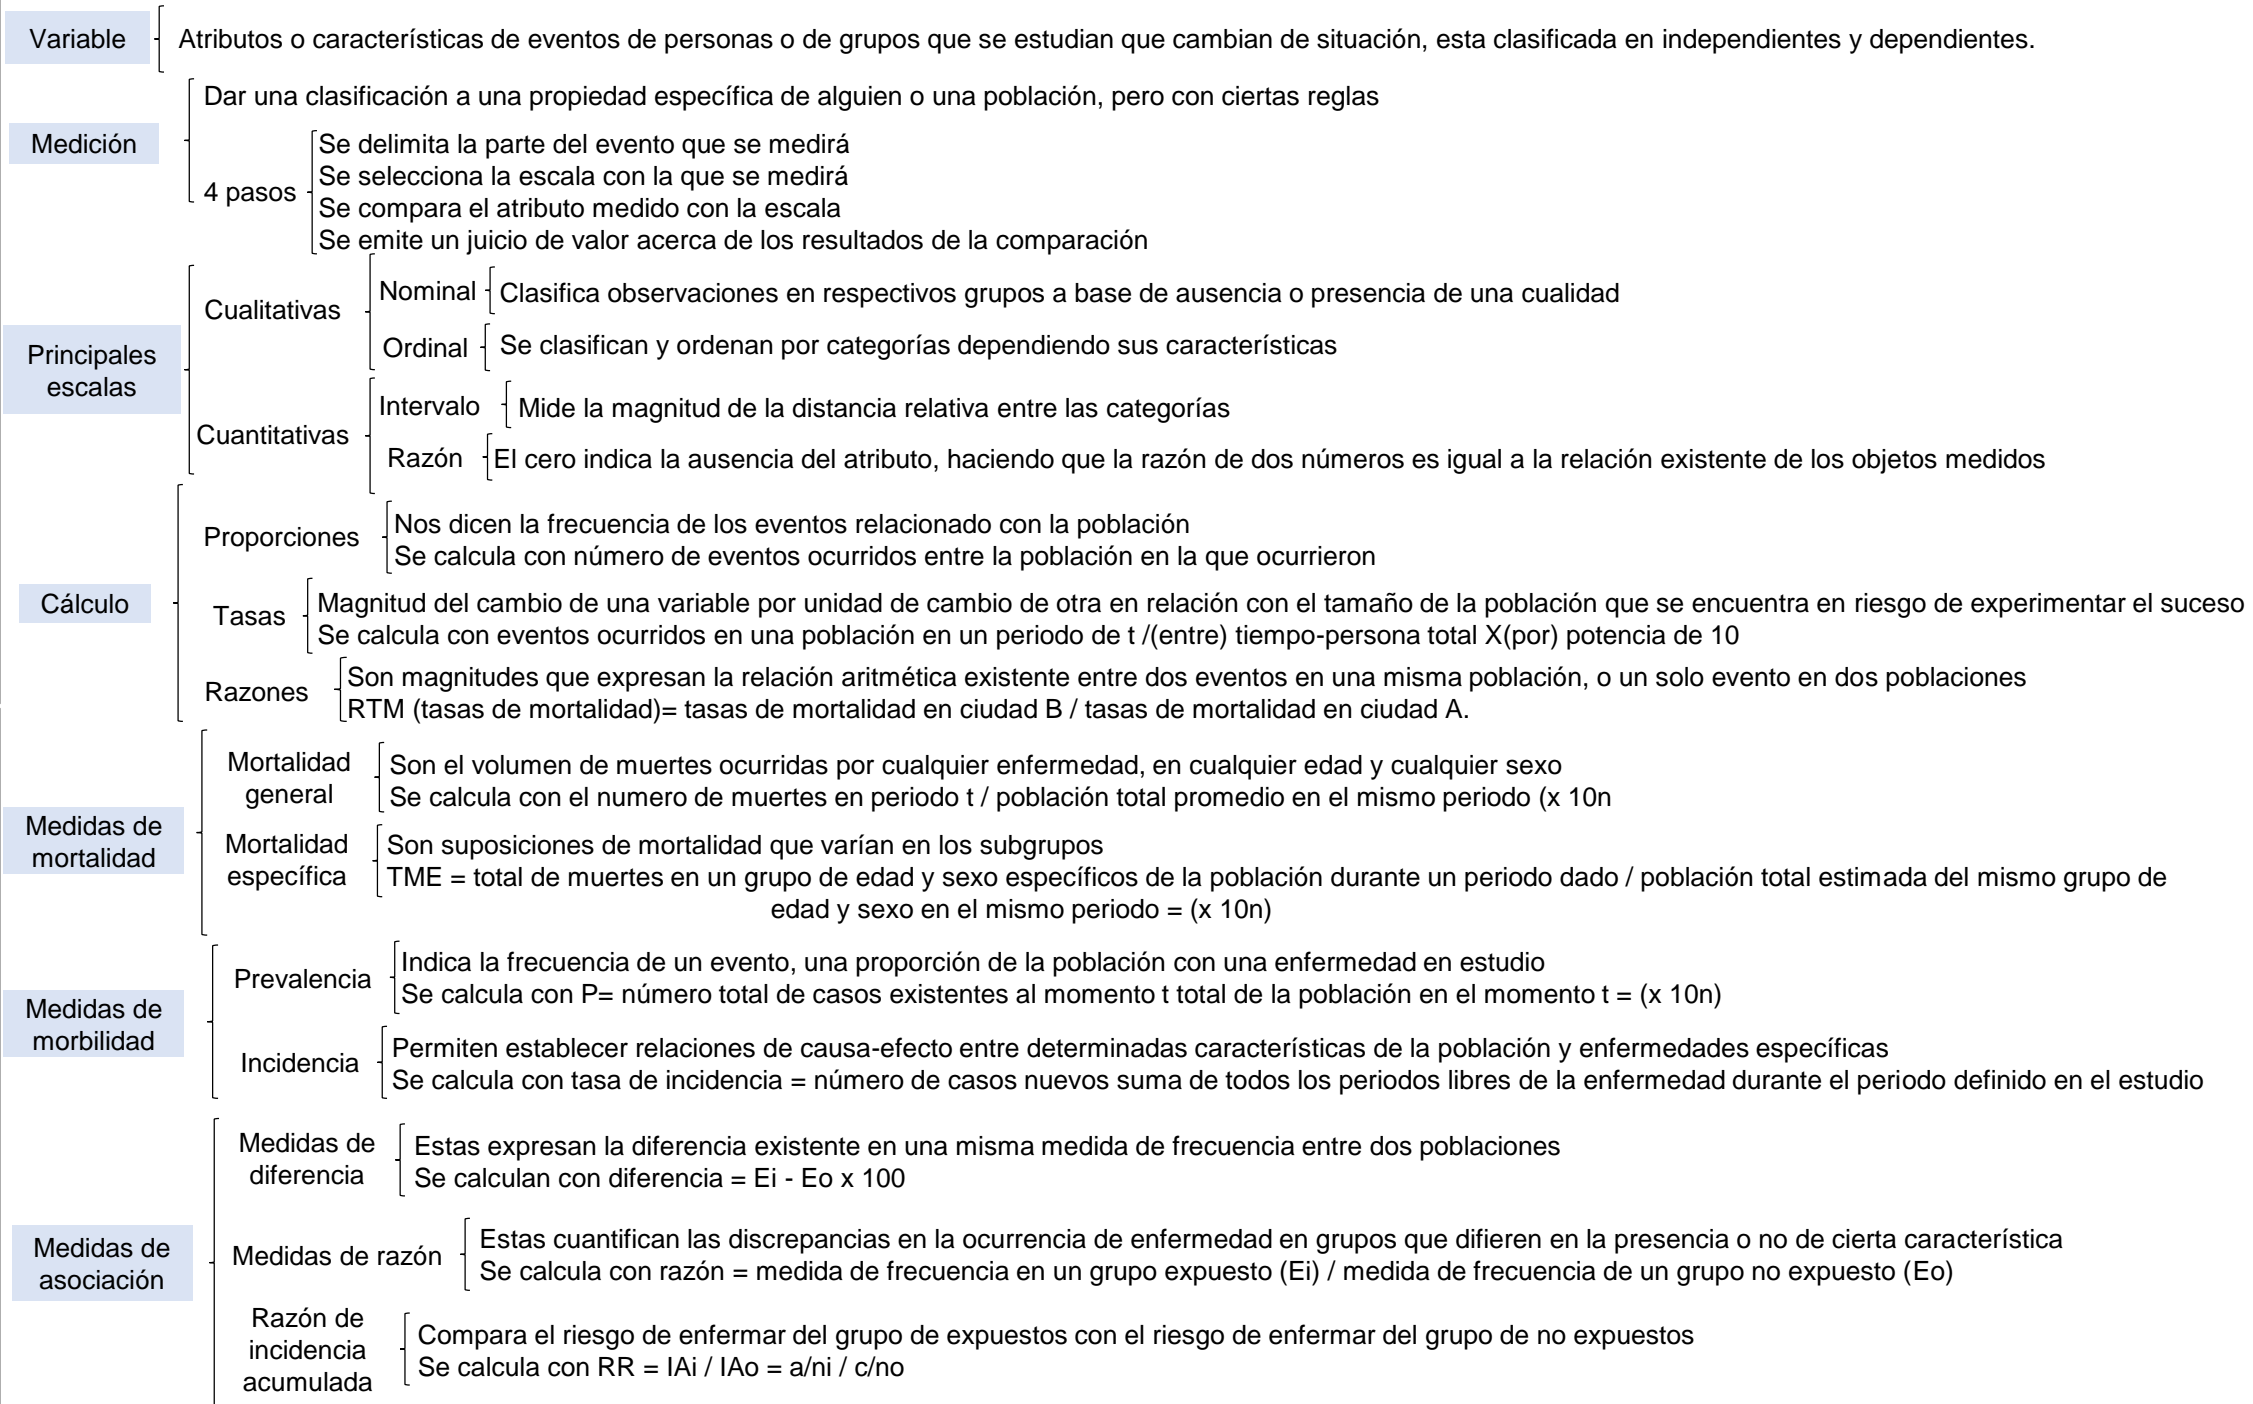 Variable
Atributos o características de eventos de personas o de grupos que se estudian que cambian de situación, esta clasificada en independientes y dependientes.
Medición
Dar una clasificación a una propiedad específica de alguien o una población, pero con ciertas reglas
4 pasos
Se delimita la parte del evento que se medirá
Se selecciona la escala con la que se medirá
Se compara el atributo medido con la escala
Se emite un juicio de valor acerca de los resultados de la comparación
Principales
escalas
Cualitativas
Nominal
Clasifica observaciones en respectivos grupos a base de ausencia o presencia de una cualidad
Ordinal
Se clasifican y ordenan por categorías dependiendo sus características
Cuantitativas
Intervalo
Mide la magnitud de la distancia relativa entre las categorías
Razón
El cero indica la ausencia del atributo, haciendo que la razón de dos números es igual a la relación existente de los objetos medidos
Cálculo
Proporciones
Nos dicen la frecuencia de los eventos relacionado con la población
Se calcula con número de eventos ocurridos entre la población en la que ocurrieron
Tasas
Magnitud del cambio de una variable por unidad de cambio de otra en relación con el tamaño de la población que se encuentra en riesgo de experimentar el suceso
Se calcula con eventos ocurridos en una población en un periodo de t /(entre) tiempo-persona total X(por) potencia de 10
Razones
Son magnitudes que expresan la relación aritmética existente entre dos eventos en una misma población, o un solo evento en dos poblaciones
RTM (tasas de mortalidad)= tasas de mortalidad en ciudad B / tasas de mortalidad en ciudad A.
Medidas de
mortalidad
Mortalidad
general
Son el volumen de muertes ocurridas por cualquier enfermedad, en cualquier edad y cualquier sexo
Se calcula con el numero de muertes en periodo t / población total promedio en el mismo periodo (x 10n
Mortalidad
específica
Son suposiciones de mortalidad que varían en los subgrupos
TME = total de muertes en un grupo de edad y sexo específicos de la población durante un periodo dado / población total estimada del mismo grupo de
edad y sexo en el mismo periodo = (x 10n)
Medidas de
morbilidad
Prevalencia
Indica la frecuencia de un evento, una proporción de la población con una enfermedad en estudio
Se calcula con P= número total de casos existentes al momento t total de la población en el momento t = (x 10n)
Incidencia
Permiten establecer relaciones de causa-efecto entre determinadas características de la población y enfermedades específicas
Se calcula con tasa de incidencia = número de casos nuevos suma de todos los periodos libres de la enfermedad durante el periodo definido en el estudio
Medidas de
asociación
Medidas de
diferencia
Estas expresan la diferencia existente en una misma medida de frecuencia entre dos poblaciones
Se calculan con diferencia = Ei - Eo x 100
Medidas de razón
Estas cuantifican las discrepancias en la ocurrencia de enfermedad en grupos que difieren en la presencia o no de cierta característica
Se calcula con razón = medida de frecuencia en un grupo expuesto (Ei) / medida de frecuencia de un grupo no expuesto (Eo)
Razón de
incidencia
acumulada
Compara el riesgo de enfermar del grupo de expuestos con el riesgo de enfermar del grupo de no expuestos
Se calcula con RR = IAi / IAo = a/ni / c/no